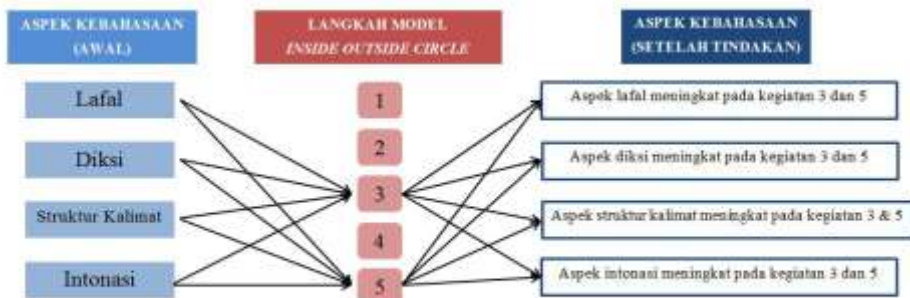 ASPEK KEBAHASAAN
(AWAL)
LANGKAH MODEL
INSIDE OUTSIDE CIRCLE
ASPEK KEBAHASAAN
(SETELAH TINDAKAN)
Lafal
Diksi
Struktur Kalimat
Intonasi
1
2
3
4
5
Aspek lafal meningkat pada kegiatan 3 dan 5
Aspek diksi meningkat pada kegiatan 3 dan 5
Aspek struktur kalimat meningkat pada kegiatan 3 & 5
Aspek intonasi meningkat pada kegiatan 3 dan 5